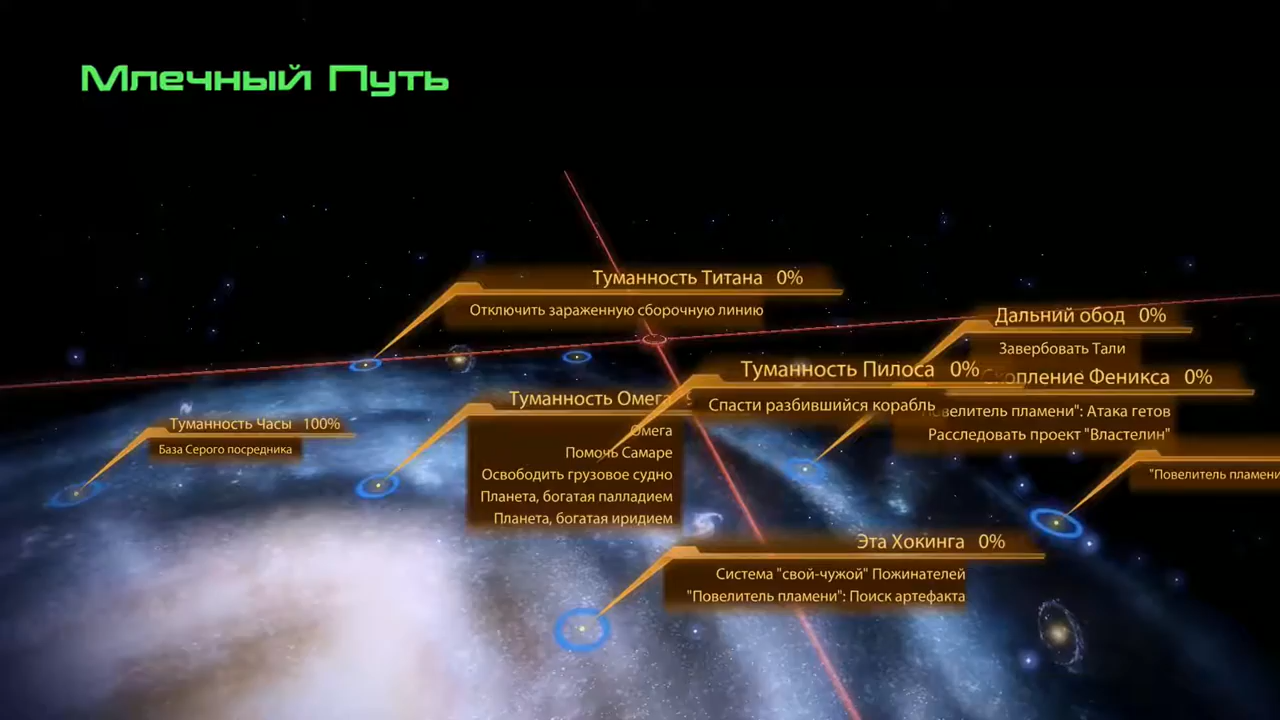 Млечный Путь
Туманность Титана 0%
Отключить зараженную сборочную линию
Дальний обод 0%
Завербовать Тали
Туманность Пилоса 0%
Спасти разбившийся корабль
Скопление Феникса 0%
"Повелитель пламени": Атака гетов
Расследовать проект "Властелин"
Туманность Омега
Омега
Помочь Самаре
Освободить грузовое судно
Планета, богатая палладием
Планета, богатая иридием
Туманность Часы 100%
База Серого посредника
"Повелитель пламени
Эта Хокинга 0%
Система "свой-чужой" Пожинателей
"Повелитель пламени": Поиск артефакта